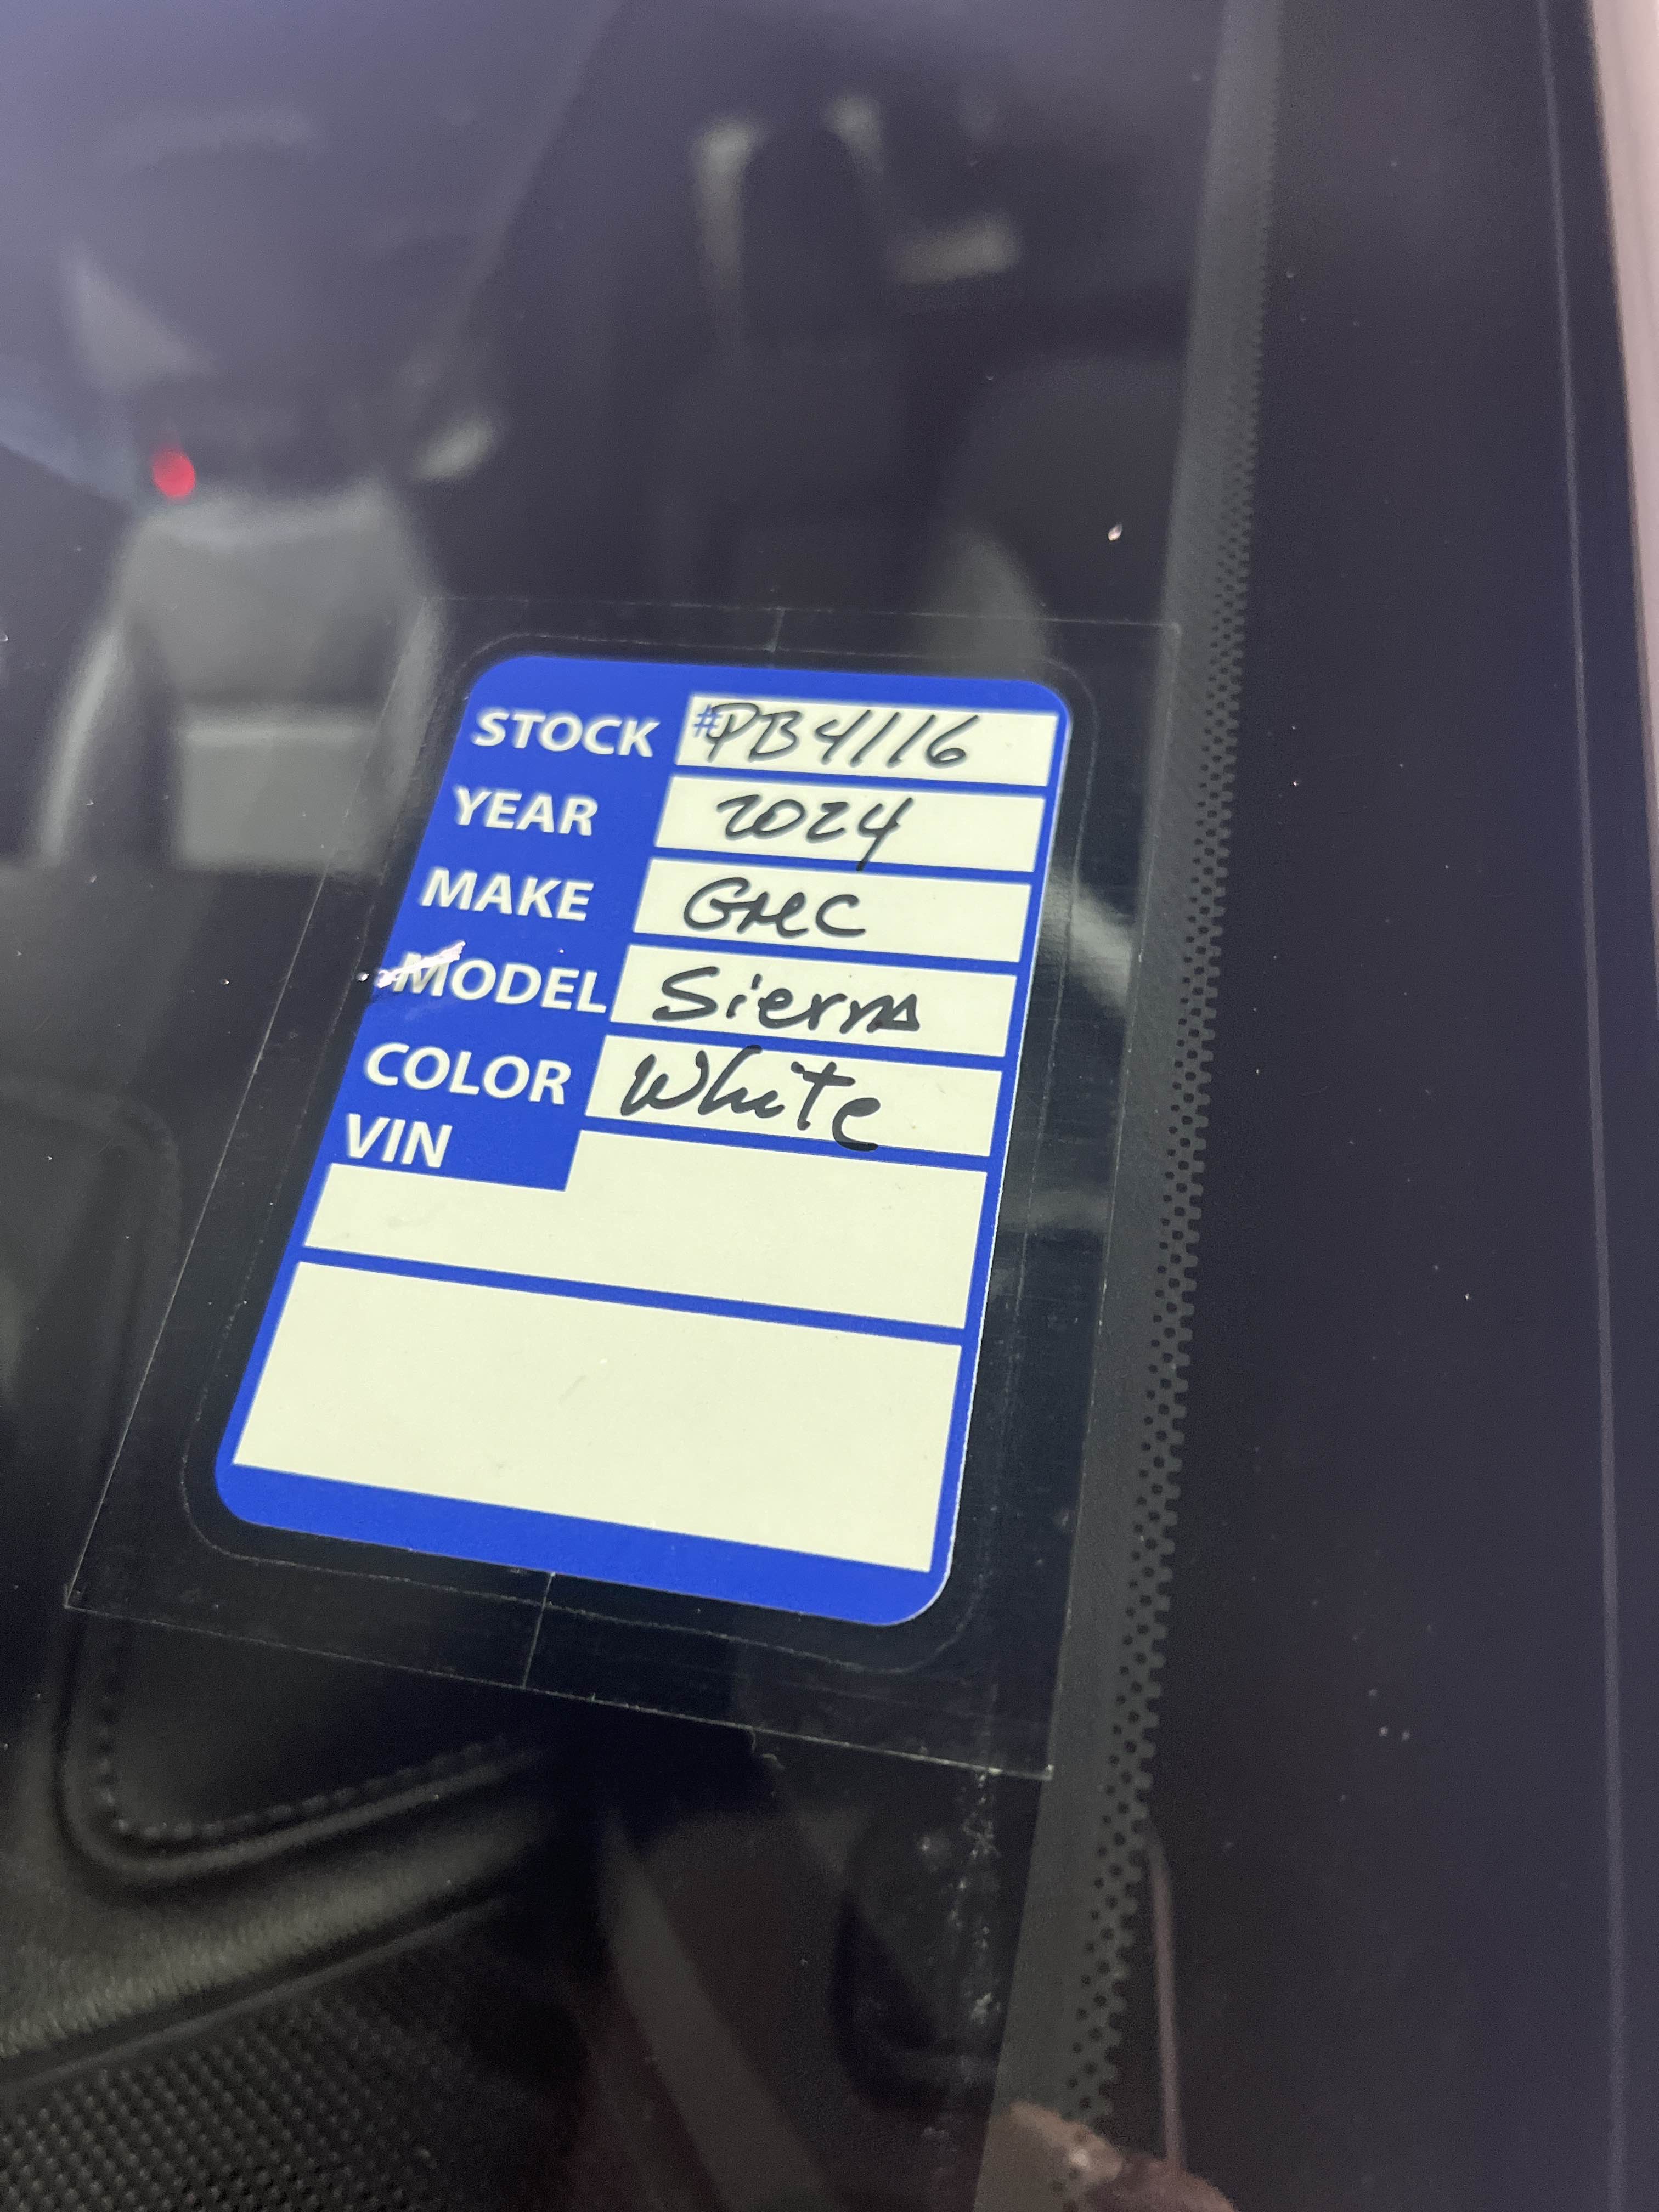 STOCK #PB4116
YEAR 2024
MAKE GMC
MODEL Sierra
COLOR White
VIN